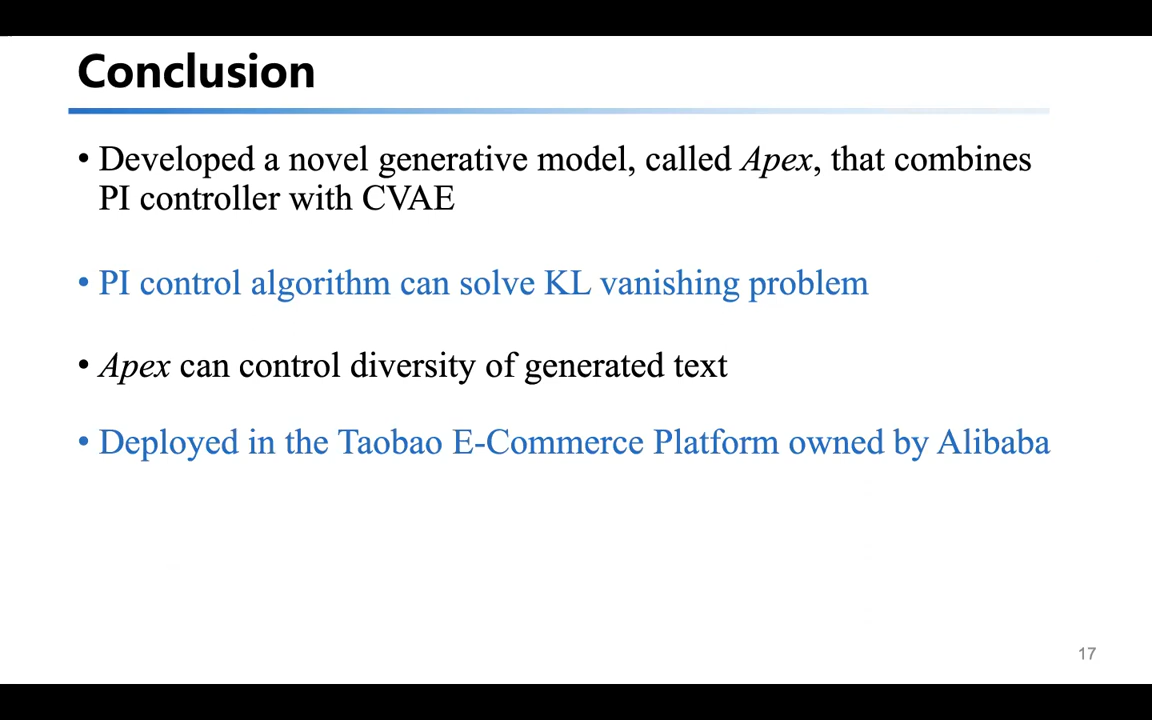 Conclusion
• Developed a novel generative model, called Apex, that combines
PI controller with CVAE
• PI control algorithm can solve KL vanishing problem
• Apex can control diversity of generated text
• Deployed in the Taobao E-Commerce Platform owned by Alibaba
17